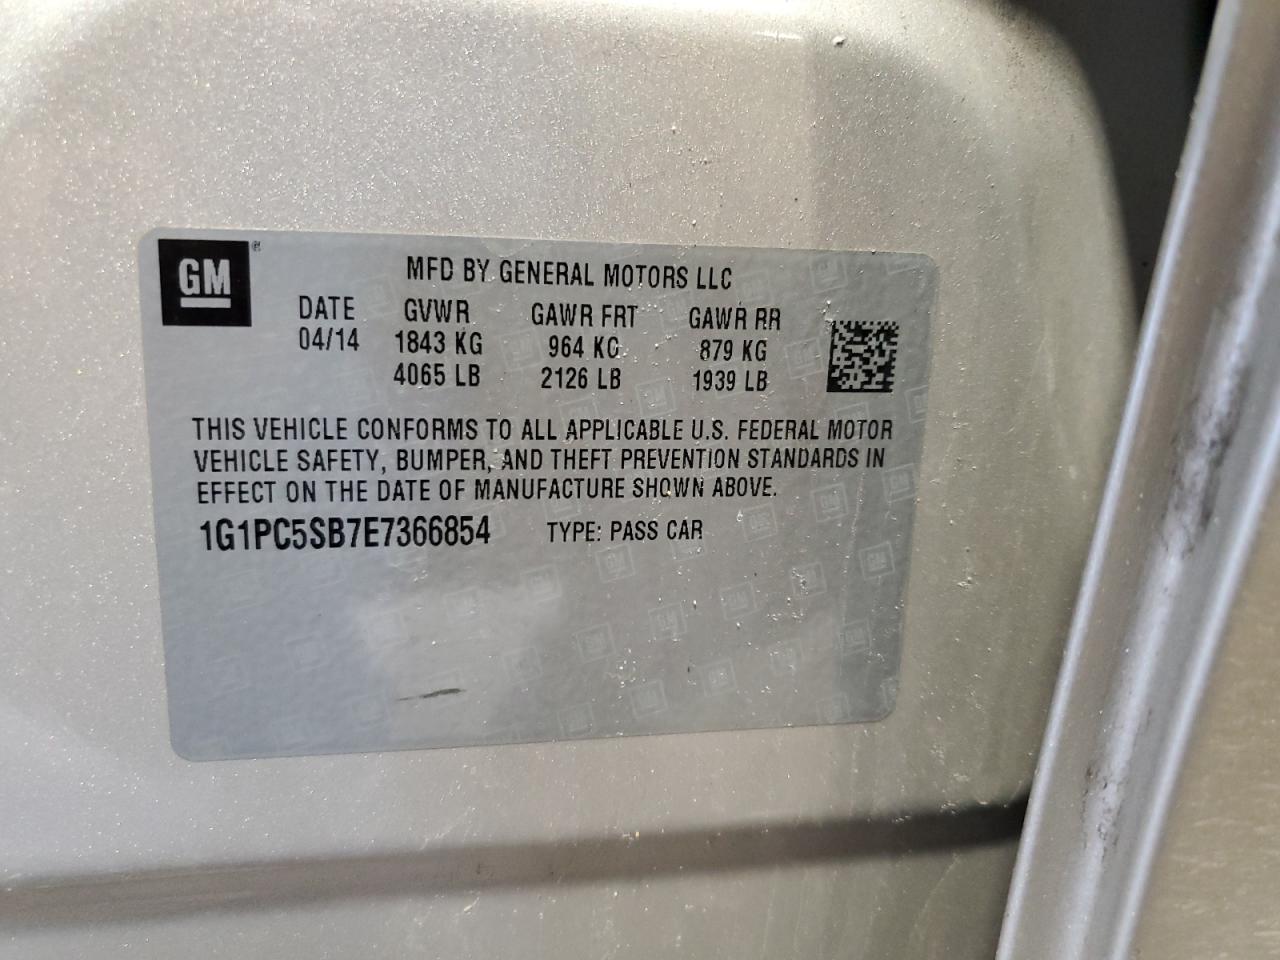 GM
MFD BY GENERAL MOTORS LLC
DATE GVWR GAWR FRT GAWR RR
04/14 1843 KG 964 KG 879 KG
4065 LB 2126 LB 1939 LB
THIS VEHICLE CONFORMS TO ALL APPLICABLE U.S. FEDERAL MOTOR
VEHICLE SAFETY, BUMPER, AND THEFT PREVENTION STANDARDS IN
EFFECT ON THE DATE OF MANUFACTURE SHOWN ABOVE.
1G1PC5SB7E7366854 TYPE: PASS CAR